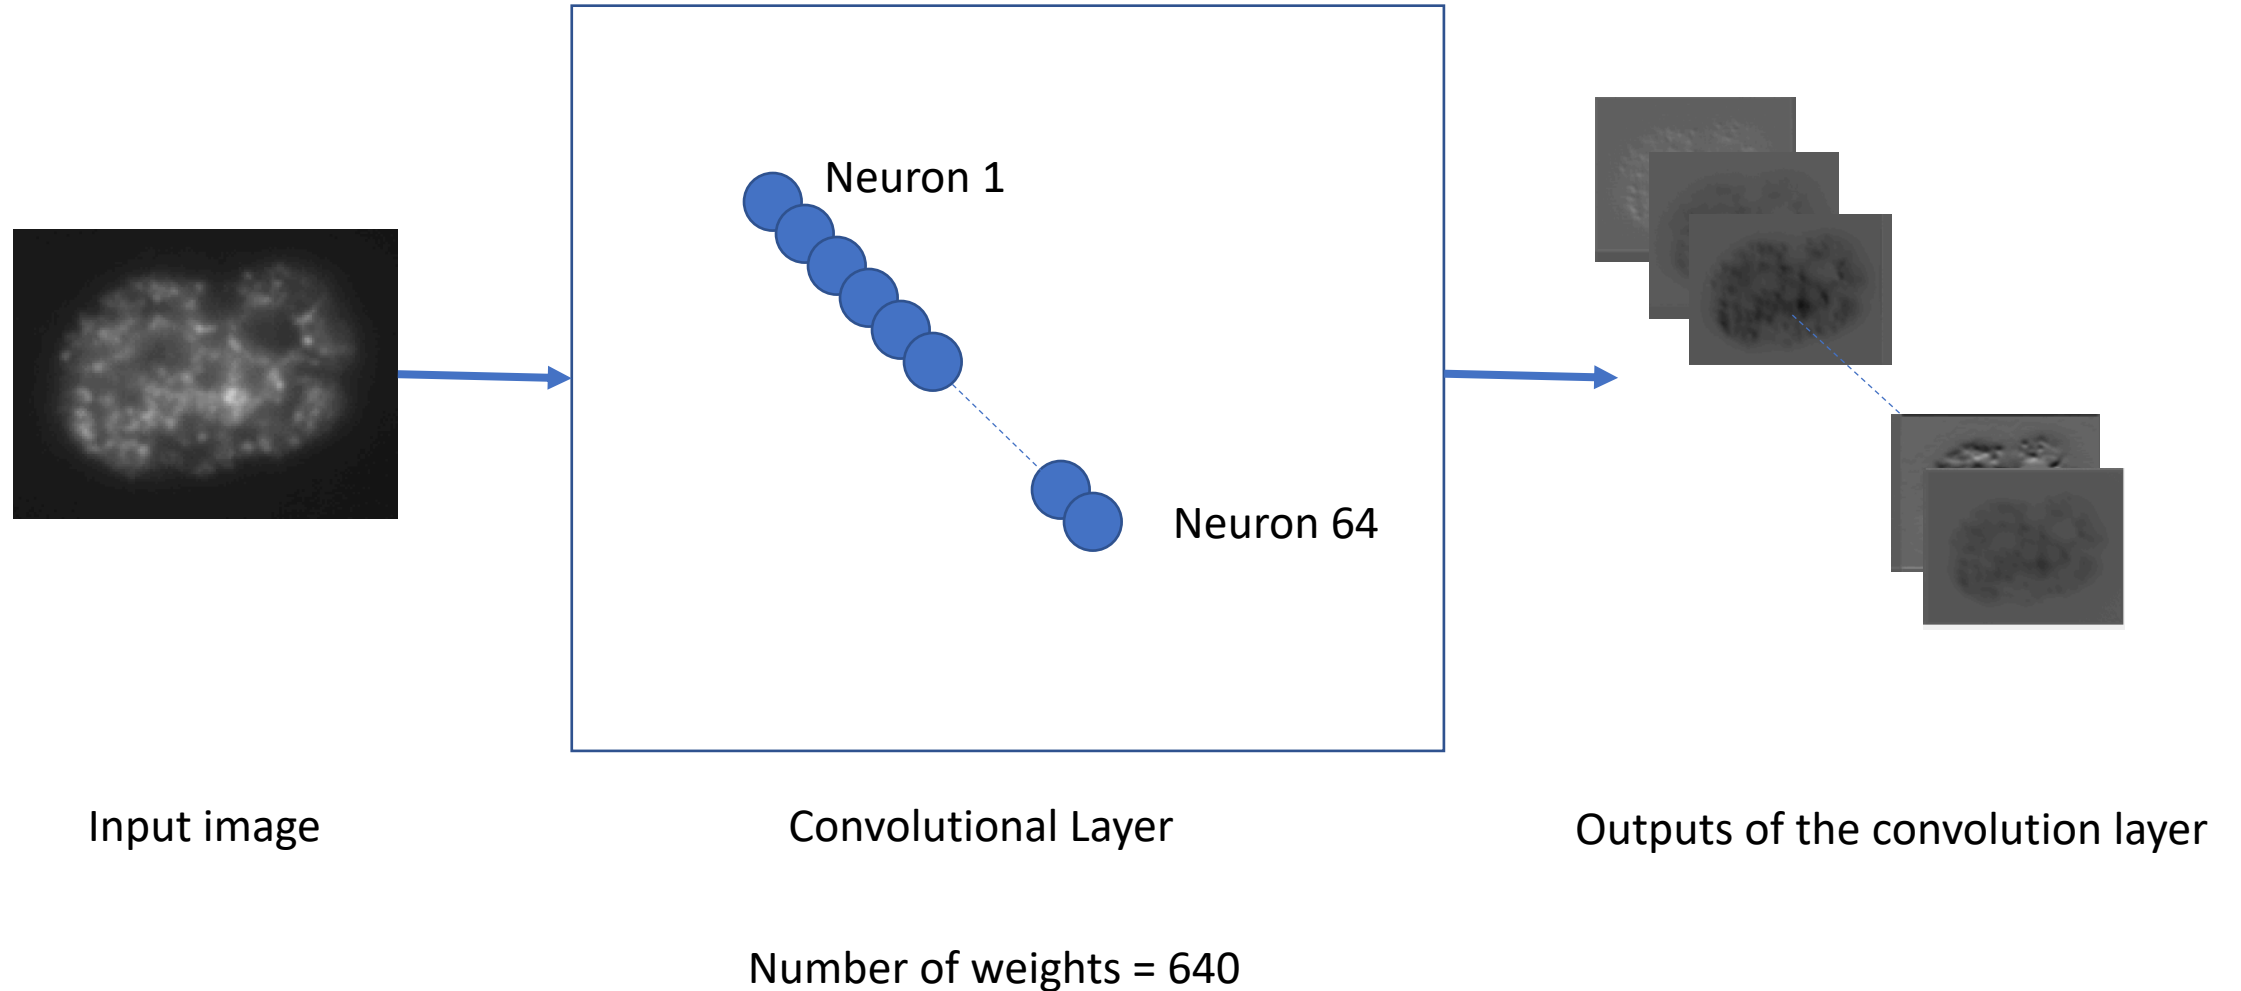 Neuron 1
Neuron 64
Input image
Convolutional Layer
Outputs of the convolution layer
Number of weights = 640